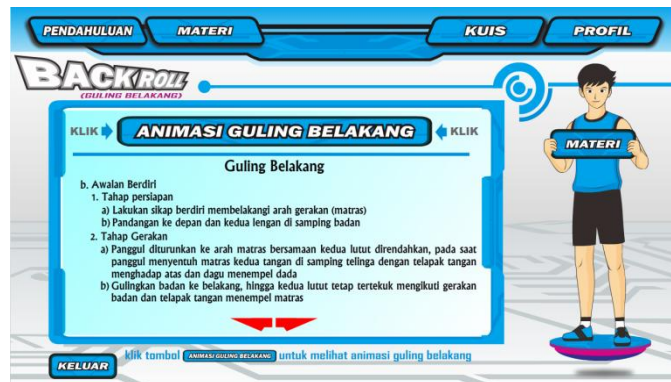 PENDAHULUAN MATERI KUIS PROFIL
BACK ROLL
(GULING BELAKANG)
KLIK ANIMASI GULING BELAKANG KLIK
MATERI
Guling Belakang
b. Awalan Berdiri
1. Tahap persiapan
a) Lakukan sikap berdiri membelakangi arah gerakan (matras)
b) Pandangan ke depan dan kedua lengan di samping badan
2. Tahap Gerakan
a) Panggul diturunkan ke arah matras bersamaan kedua lutut direndahkan, pada saat
panggul menyentuh matras kedua tangan di samping telinga dengan telapak tangan
menghadap atas dan dagu menempel dada
b) Gulingkan badan ke belakang, hingga kedua lutut tetap tertekuk mengikuti gerakan
badan dan telapak tangan menempel matras
KELUAR klik tombol ANIMASI GULING BELAKANG untuk melihat animasi guling belakang